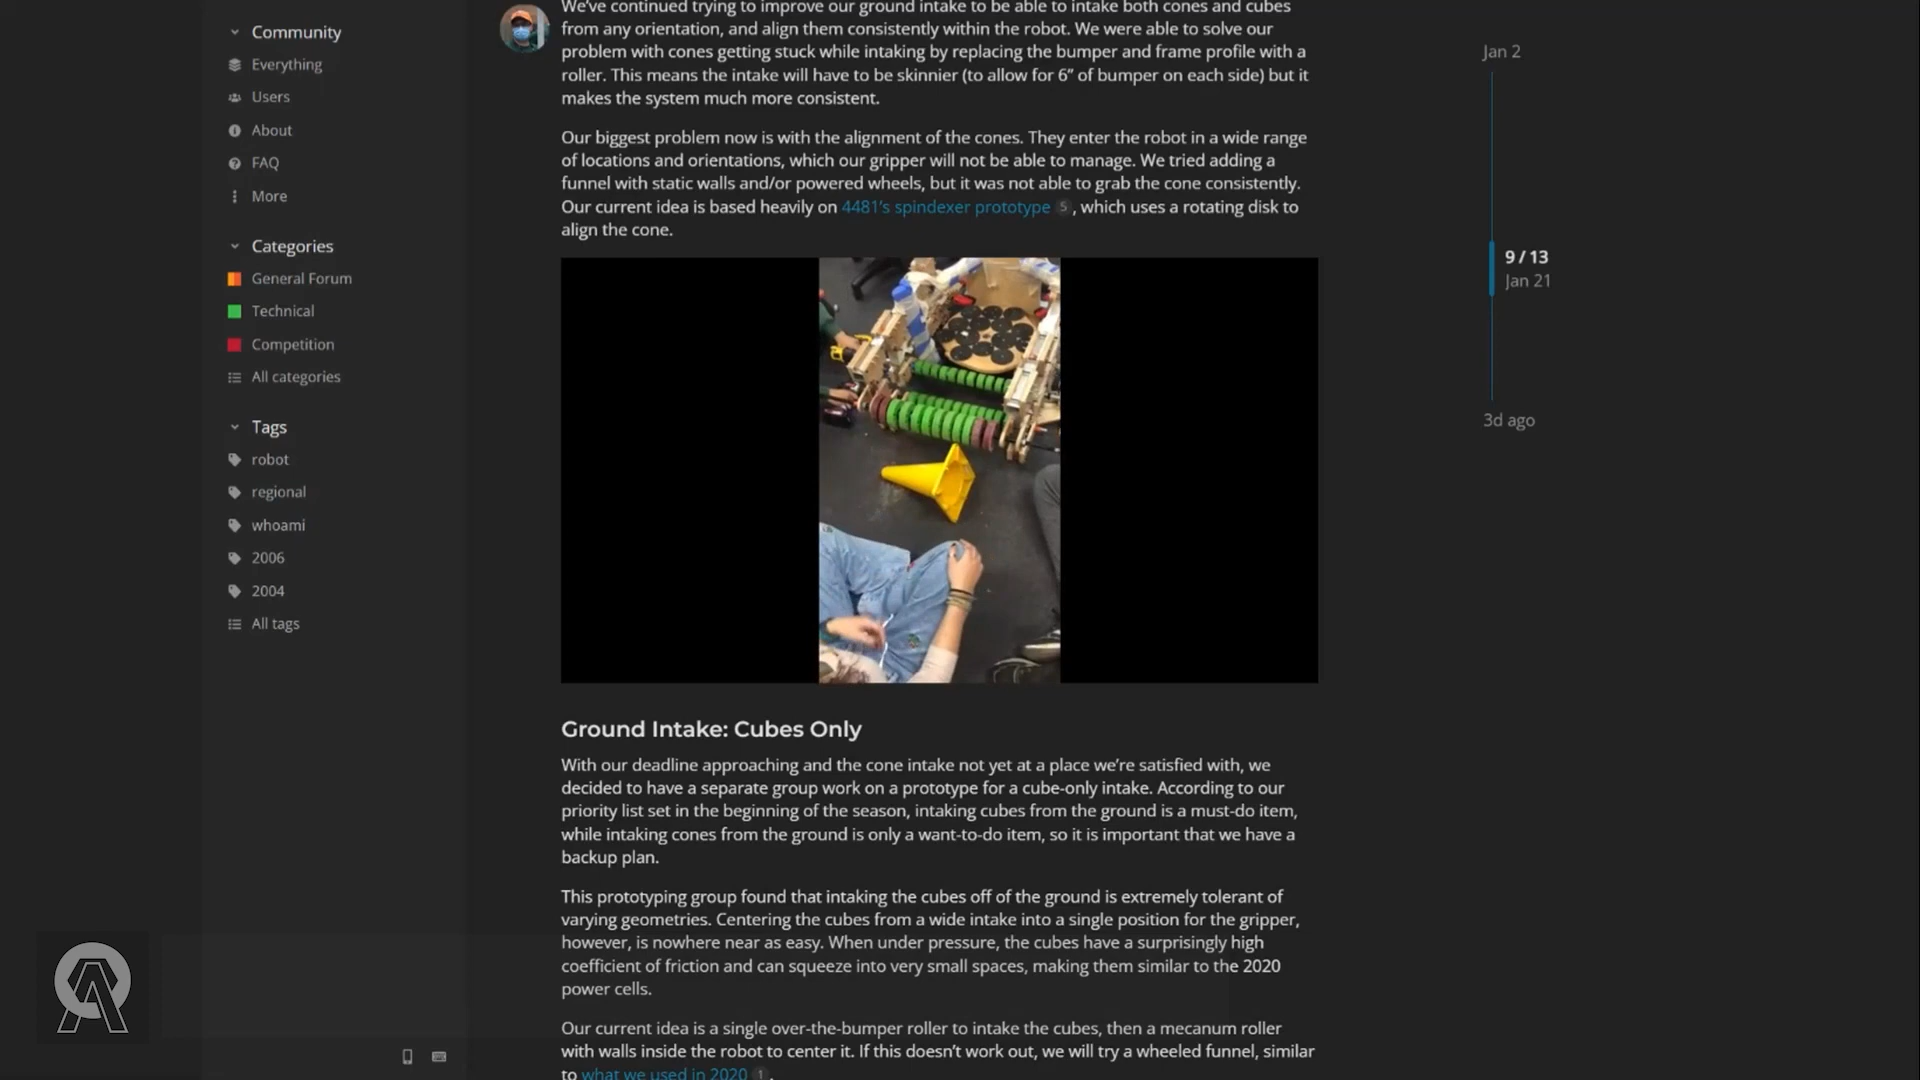 Community
Everything
Users
About
FAQ
More
Categories
General Forum
Technical
Competition
All categories
Tags
robot
regional
whoami
2006
2004
All tags
We've continued trying to improve our ground intake to be able to intake both cones and cubes
from any orientation, and align them consistently within the robot. We were able to solve our
problem with cones getting stuck while intaking by replacing the bumper and frame profile with a
roller. This means the intake will have to be skinnier (to allow for 6” of bumper on each side) but it
makes the system much more consistent.
Our biggest problem now is with the alignment of the cones. They enter the robot in a wide range
of locations and orientations, which our gripper will not be able to manage. We tried adding a
funnel with static walls and/or powered wheels, but it was not able to grab the cone consistently.
Our current idea is based heavily on 4481's spindexer prototype 5 , which uses a rotating disk to
align the cone.
Ground Intake: Cubes Only
With our deadline approaching and the cone intake not yet at a place we're satisfied with, we
decided to have a separate group work on a prototype for a cube-only intake. According to our
priority list set in the beginning of the season, intaking cubes from the ground is a must-do item,
while intaking cones from the ground is only a want-to-do item, so it is important that we have a
backup plan.
This prototyping group found that intaking the cubes off of the ground is extremely tolerant of
varying geometries. Centering the cubes from a wide intake into a single position for the gripper,
however, is nowhere near as easy. When under pressure, the cubes have a surprisingly high
coefficient of friction and can squeeze into very small spaces, making them similar to the 2020
power cells.
Our current idea is a single over-the-bumper roller to intake the cubes, then a mecanum roller
with walls inside the robot to center it. If this doesn't work out, we will try a wheeled funnel, similar
to what we used in 2020 1 .
Jan 2
9 / 13
Jan 21
3d ago